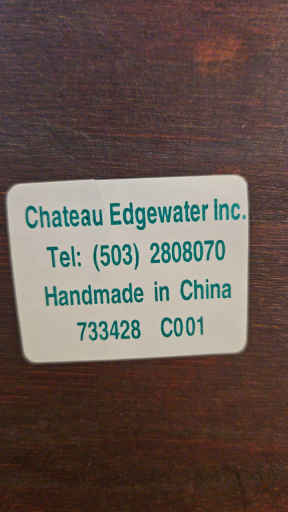 Chateau Edgewater Inc.
Tel: (503) 2808070
Handmade in China
733428 C001